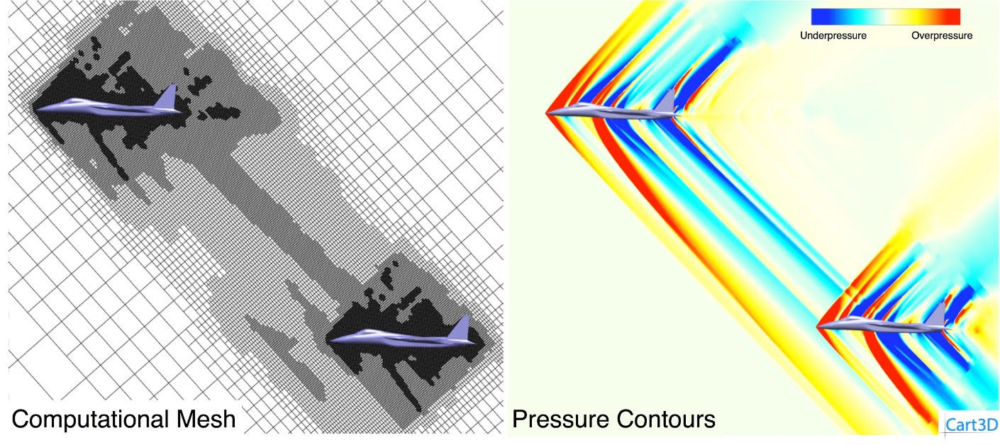 Underpressure Overpressure
Computational Mesh
Pressure Contours
Cart3D